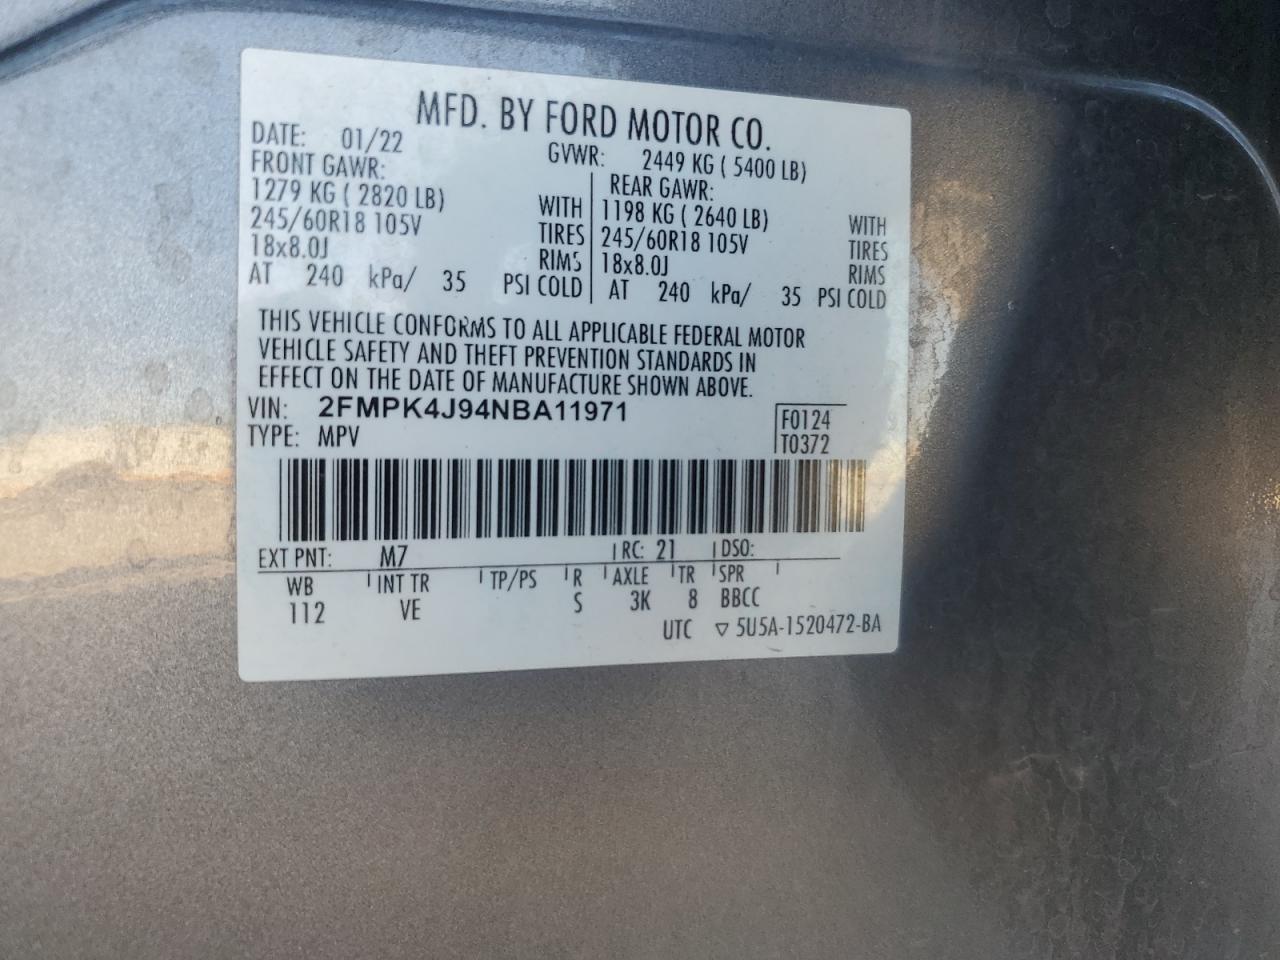 MFD. BY FORD MOTOR CO.
DATE: 01/22 GVWR: 2449 KG ( 5400 LB)
FRONT GAWR: REAR GAWR:
1279 KG ( 2820 LB) WITH 1198 KG ( 2640 LB) WITH
245/60R18 105V TIRES 245/60R18 105V TIRES
18x8.0J RIMS 18x8.0J RIMS
AT 240 kPa/ 35 PSI COLD AT 240 kPa/ 35 PSI COLD
THIS VEHICLE CONFORMS TO ALL APPLICABLE FEDERAL MOTOR
VEHICLE SAFETY AND THEFT PREVENTION STANDARDS IN
EFFECT ON THE DATE OF MANUFACTURE SHOWN ABOVE.
VIN: 2FMPK4J94NBA11971 F0124
TYPE: MPV T0372
EXT PNT: M7 RC: 21 DSO:
WB INT TR TP/PS R AXLE TR SPR
112 VE S 3K 8 BBCC
UTC ▽ 5U5A-1520472-BA